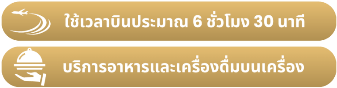 ใช้เวลาบินประมาณ 6 ชั่วโมง 30 นาที
บริการอาหารและเครื่องดื่มบนเครื่อง